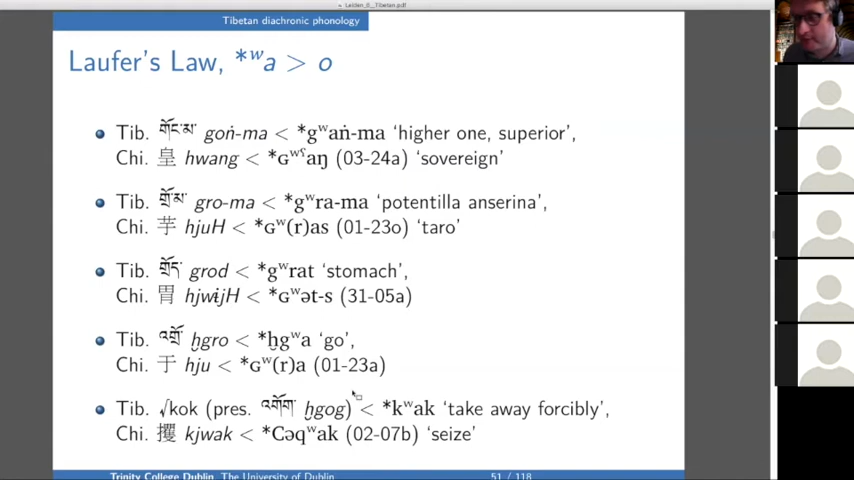 Leiden_B__Tibetan.pdf
Tibetan diachronic phonology
Laufer's Law, *ʷa > o
Tib. གོང་མ་ goṅ-ma < *gʷaṅ-ma ‘higher one, superior’,
Chi. 皇 hwang < *ɢʷˤaŋ (03-24a) ‘sovereign’
Tib. གྲོ་མ་ gro-ma < *gʷra-ma ‘potentilla anserina’,
Chi. 芋 hjuH < *ɢʷ(r)as (01-23o) ‘taro’
Tib. གྲོད་ grod < *gʷrat ‘stomach’,
Chi. 胃 hjwɨjH < *ɢʷət-s (31-05a)
Tib. འགྲོ་ ḫgro < *ḫgʷa ‘go’,
Chi. 于 hju < *ɢʷ(r)a (01-23a)
Tib. √kok (pres. འགོག་ ḫgog) < *kʷak ‘take away forcibly’,
Chi. 攫 kjwak < *Cəqʷak (02-07b) ‘seize’
Trinity College Dublin, The University of Dublin 51 / 118